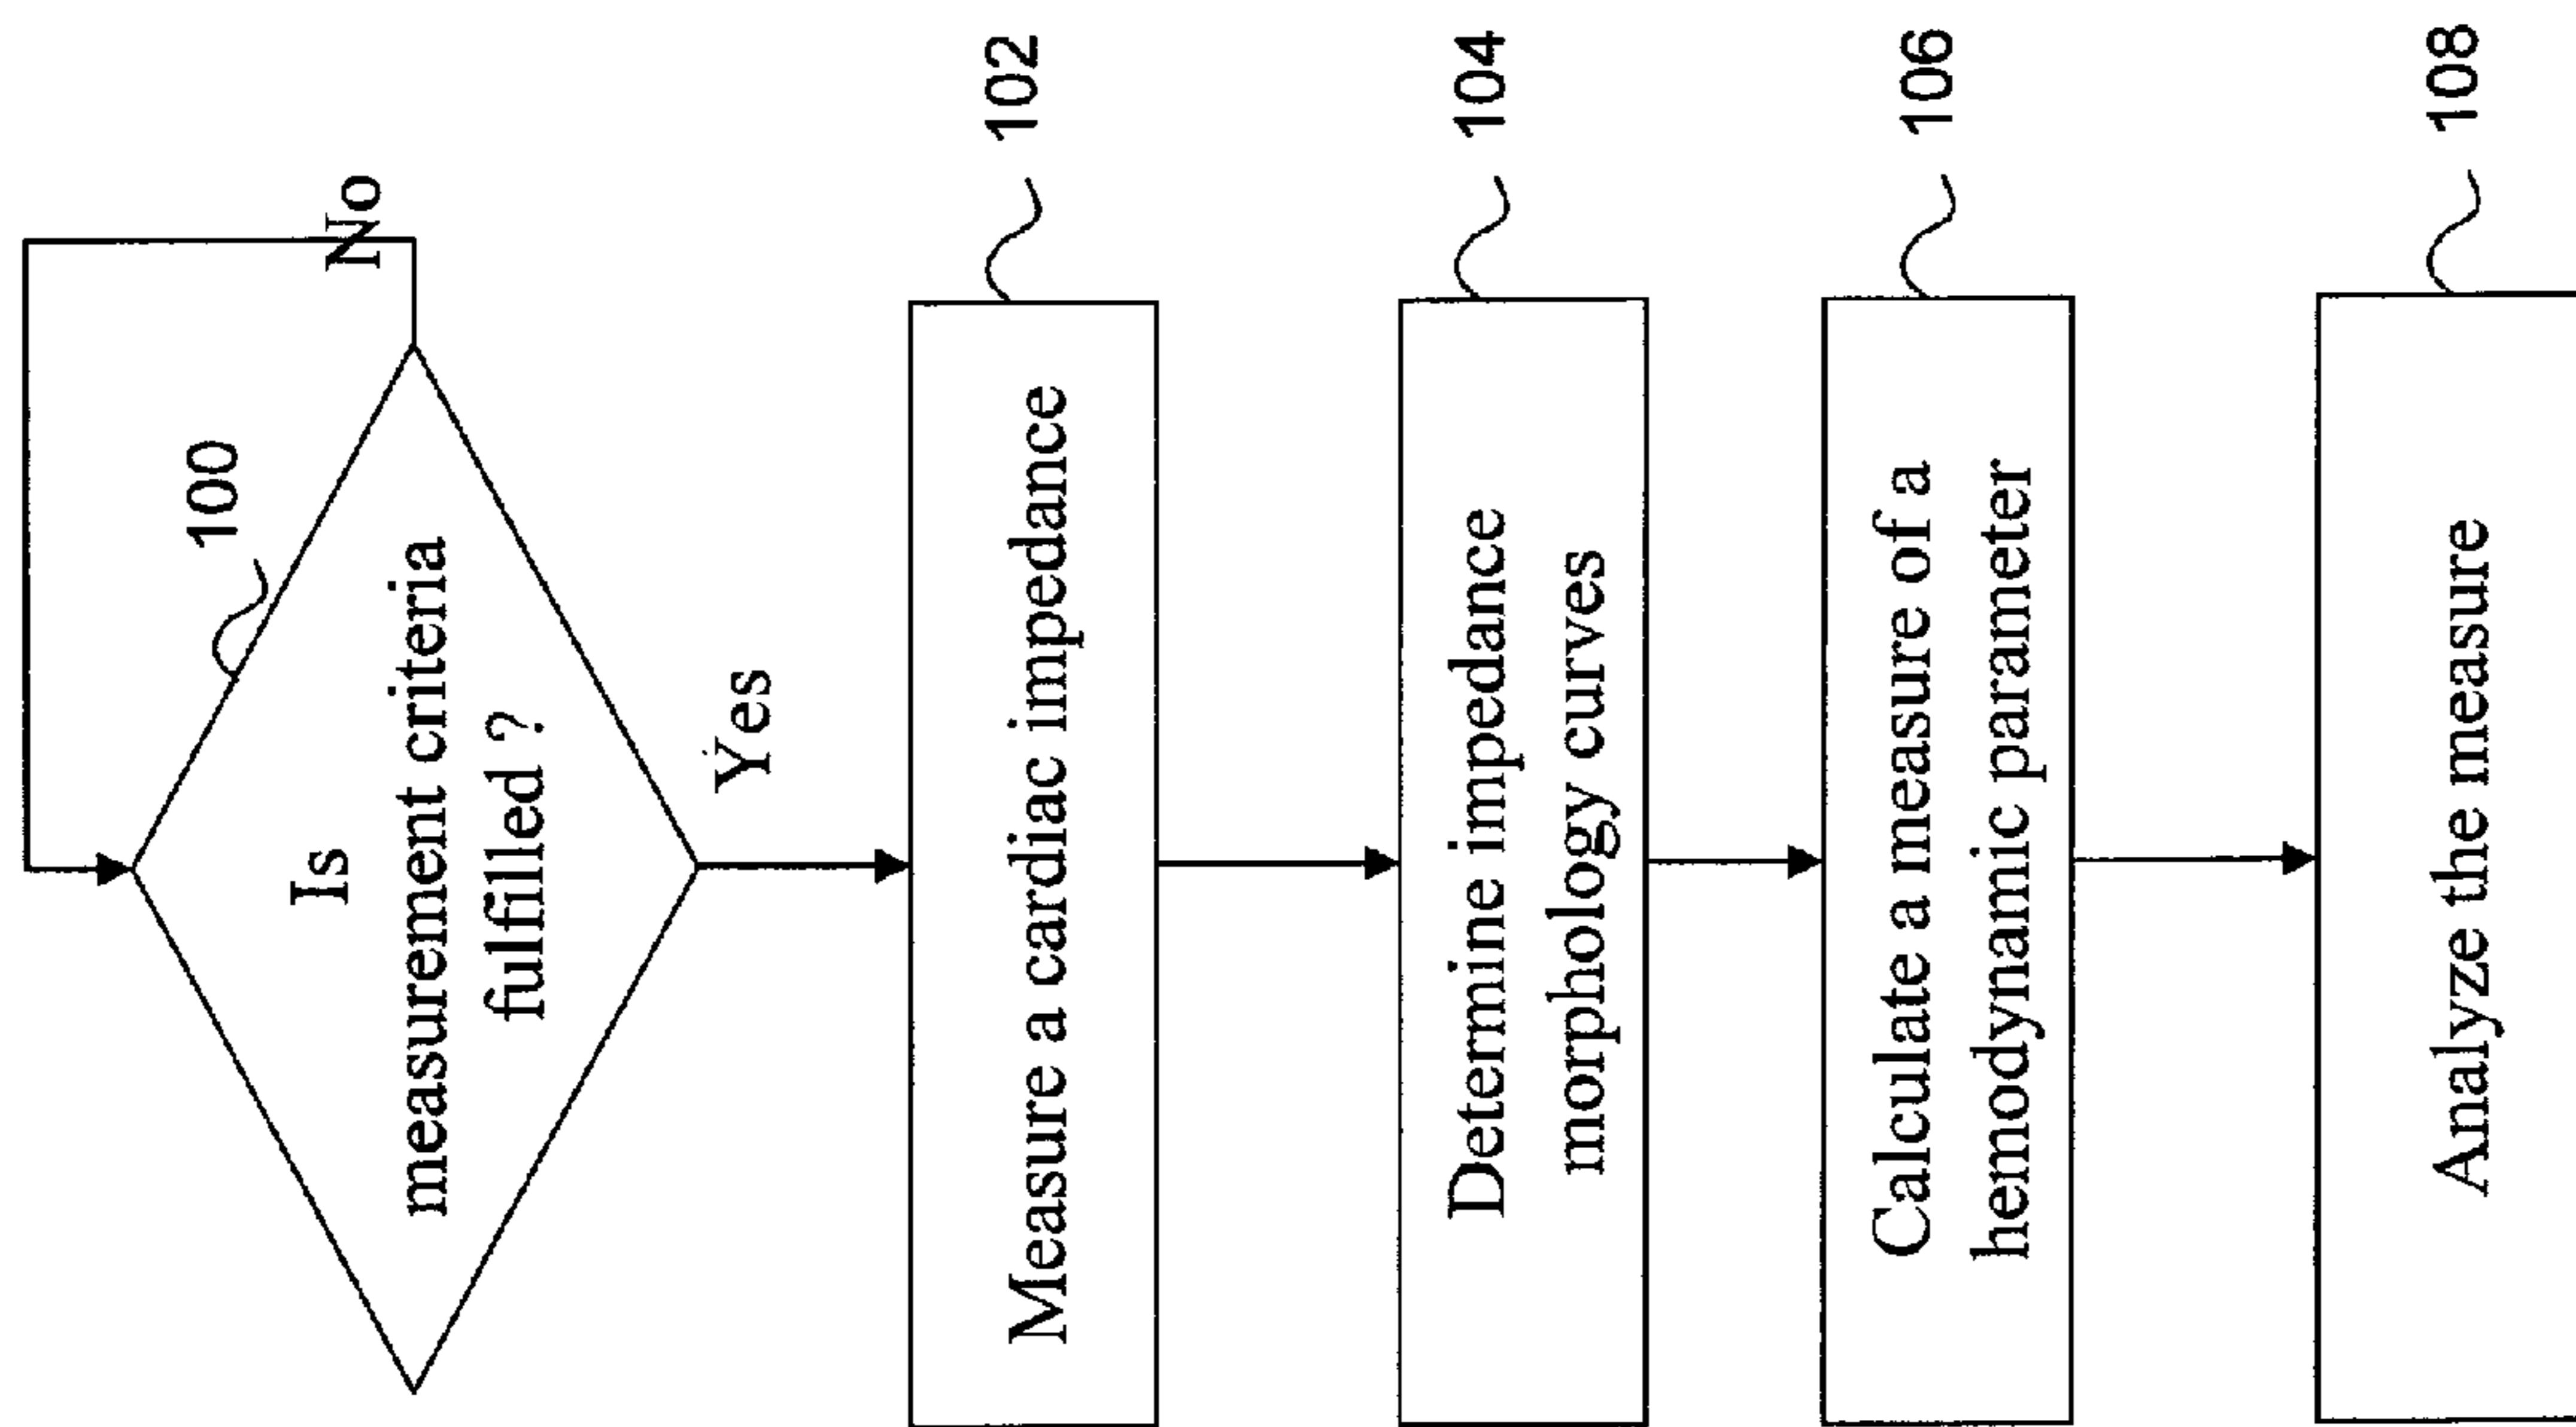 Is
measurement criteria
fulfilled ?
100
No
Yes
Measure a cardiac impedance
102
Determine impedance
morphology curves
104
Calculate a measure of a
hemodynamic parameter
106
Analyze the measure
108